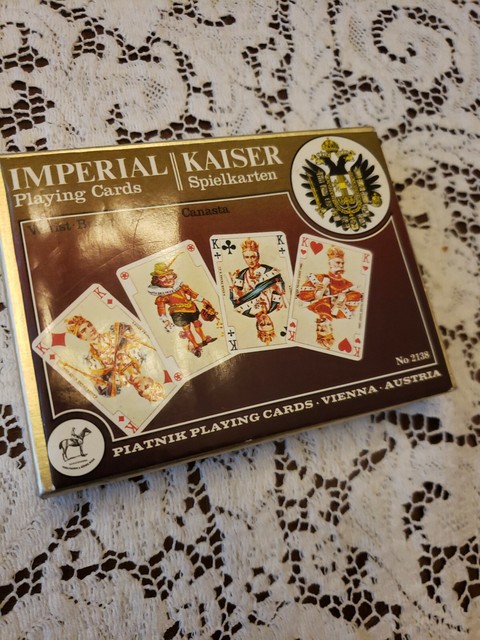 IMPERIAL || KAISER
Playing Cards Spielkarten
Canasta
K
K
K
K
K
No 2138
PIATNIK PLAYING CARDS · VIENNA · AUSTRIA